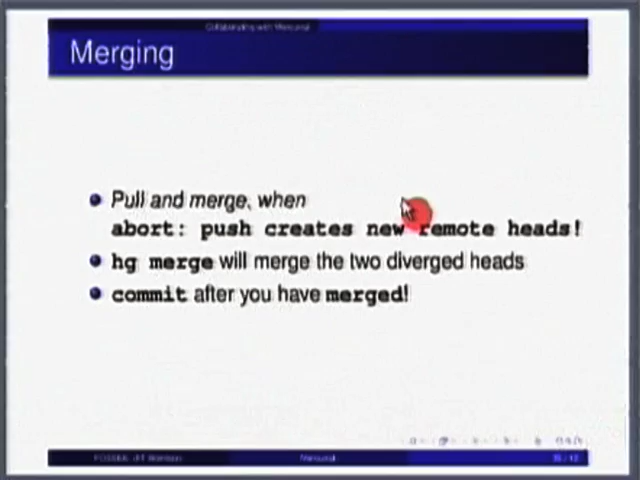 Collaborating with Mercurial
Merging
Pull and merge, when
abort: push creates new remote heads!
hg merge will merge the two diverged heads
commit after you have merged!
Mercurial